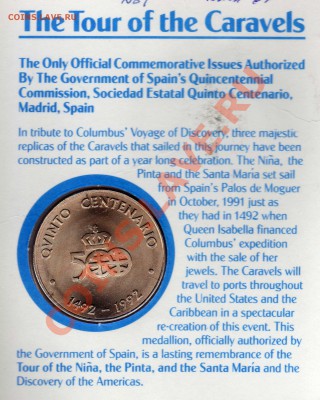 The Tour of the Caravels
The Only Official Commemorative Issues Authorized
By The Government of Spain's Quincentennial
Commission, Sociedad Estatal Quinto Centenario,
Madrid, Spain
In tribute to Columbus' Voyage of Discovery, three majestic
replicas of the Caravels that sailed in this journey have been
constructed as part of a year long celebration. The Niña, the
Pinta and the Santa María set sail
from Spain's Palos de Moguer
in October, 1991 just as
they had in 1492 when
Queen Isabella financed
Columbus' expedition
with the sale of her
jewels. The Caravels will
travel to ports throughout
the United States and the
Caribbean in a spectacular
re-creation of this event. This
medallion, officially authorized by
the Government of Spain, is a lasting remembrance of the
Tour of the Niña, the Pinta, and the Santa María and the
Discovery of the Americas.
QVINTO CENTENARIO
1492 – 1992